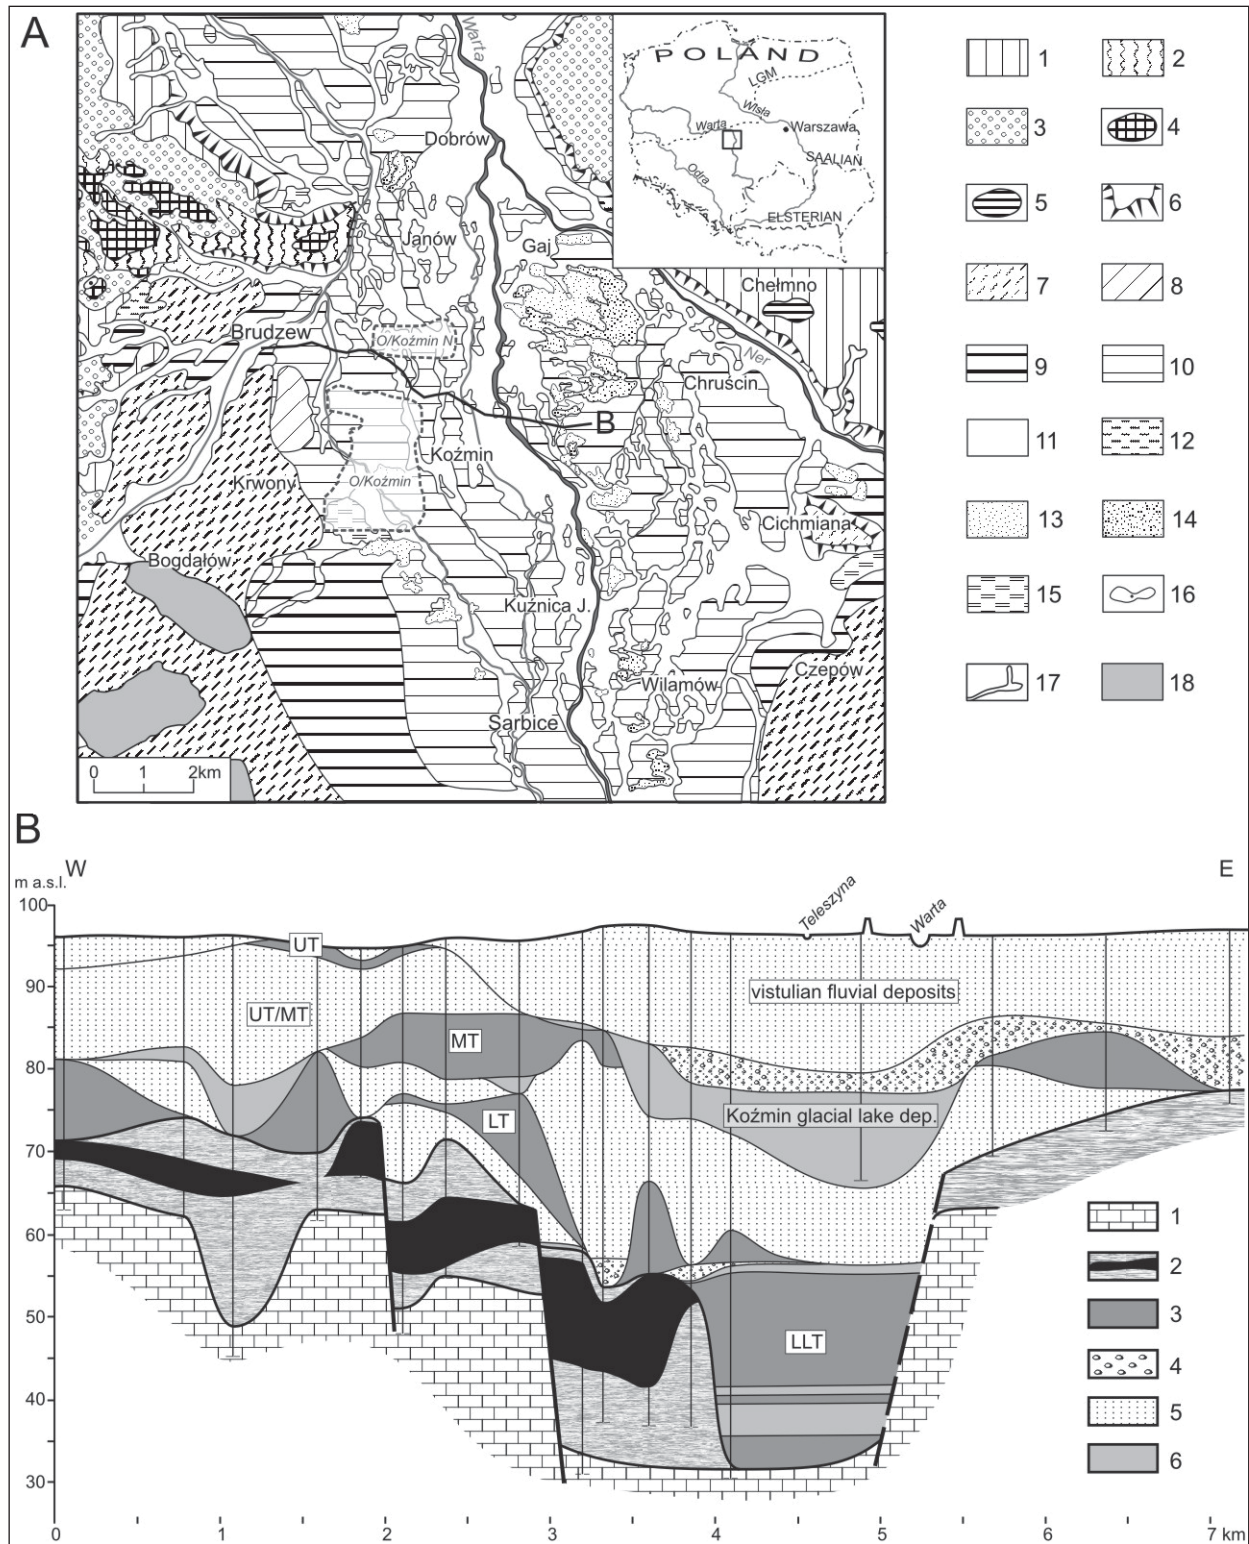 A
POLAND
LGM
Wisła
Warta
Warszawa
SAALIAN
Odra
ELSTERIAN
Warta
Dobrów
Janów
Gaj
Chełmno
Brudzew
O/Koźmin N
Ner
Chruścin
B
Koźmin
Krwony
O/Koźmin
Cichmiana
Bogdałów
Kuźnica J.
Czepów
Wilamów
Sarbice
0 1 2km
1 2
3 4
5 6
7 8
9 10
11 12
13 14
15 16
17 18
B
W E
m a.s.l.
100
90
80
70
60
50
40
30
Teleszyna
Warta
UT
vistulian fluvial deposits
UT/MT
MT
Koźmin glacial lake dep.
LT
LLT
1
2
3
4
5
6
0 1 2 3 4 5 6 7 km